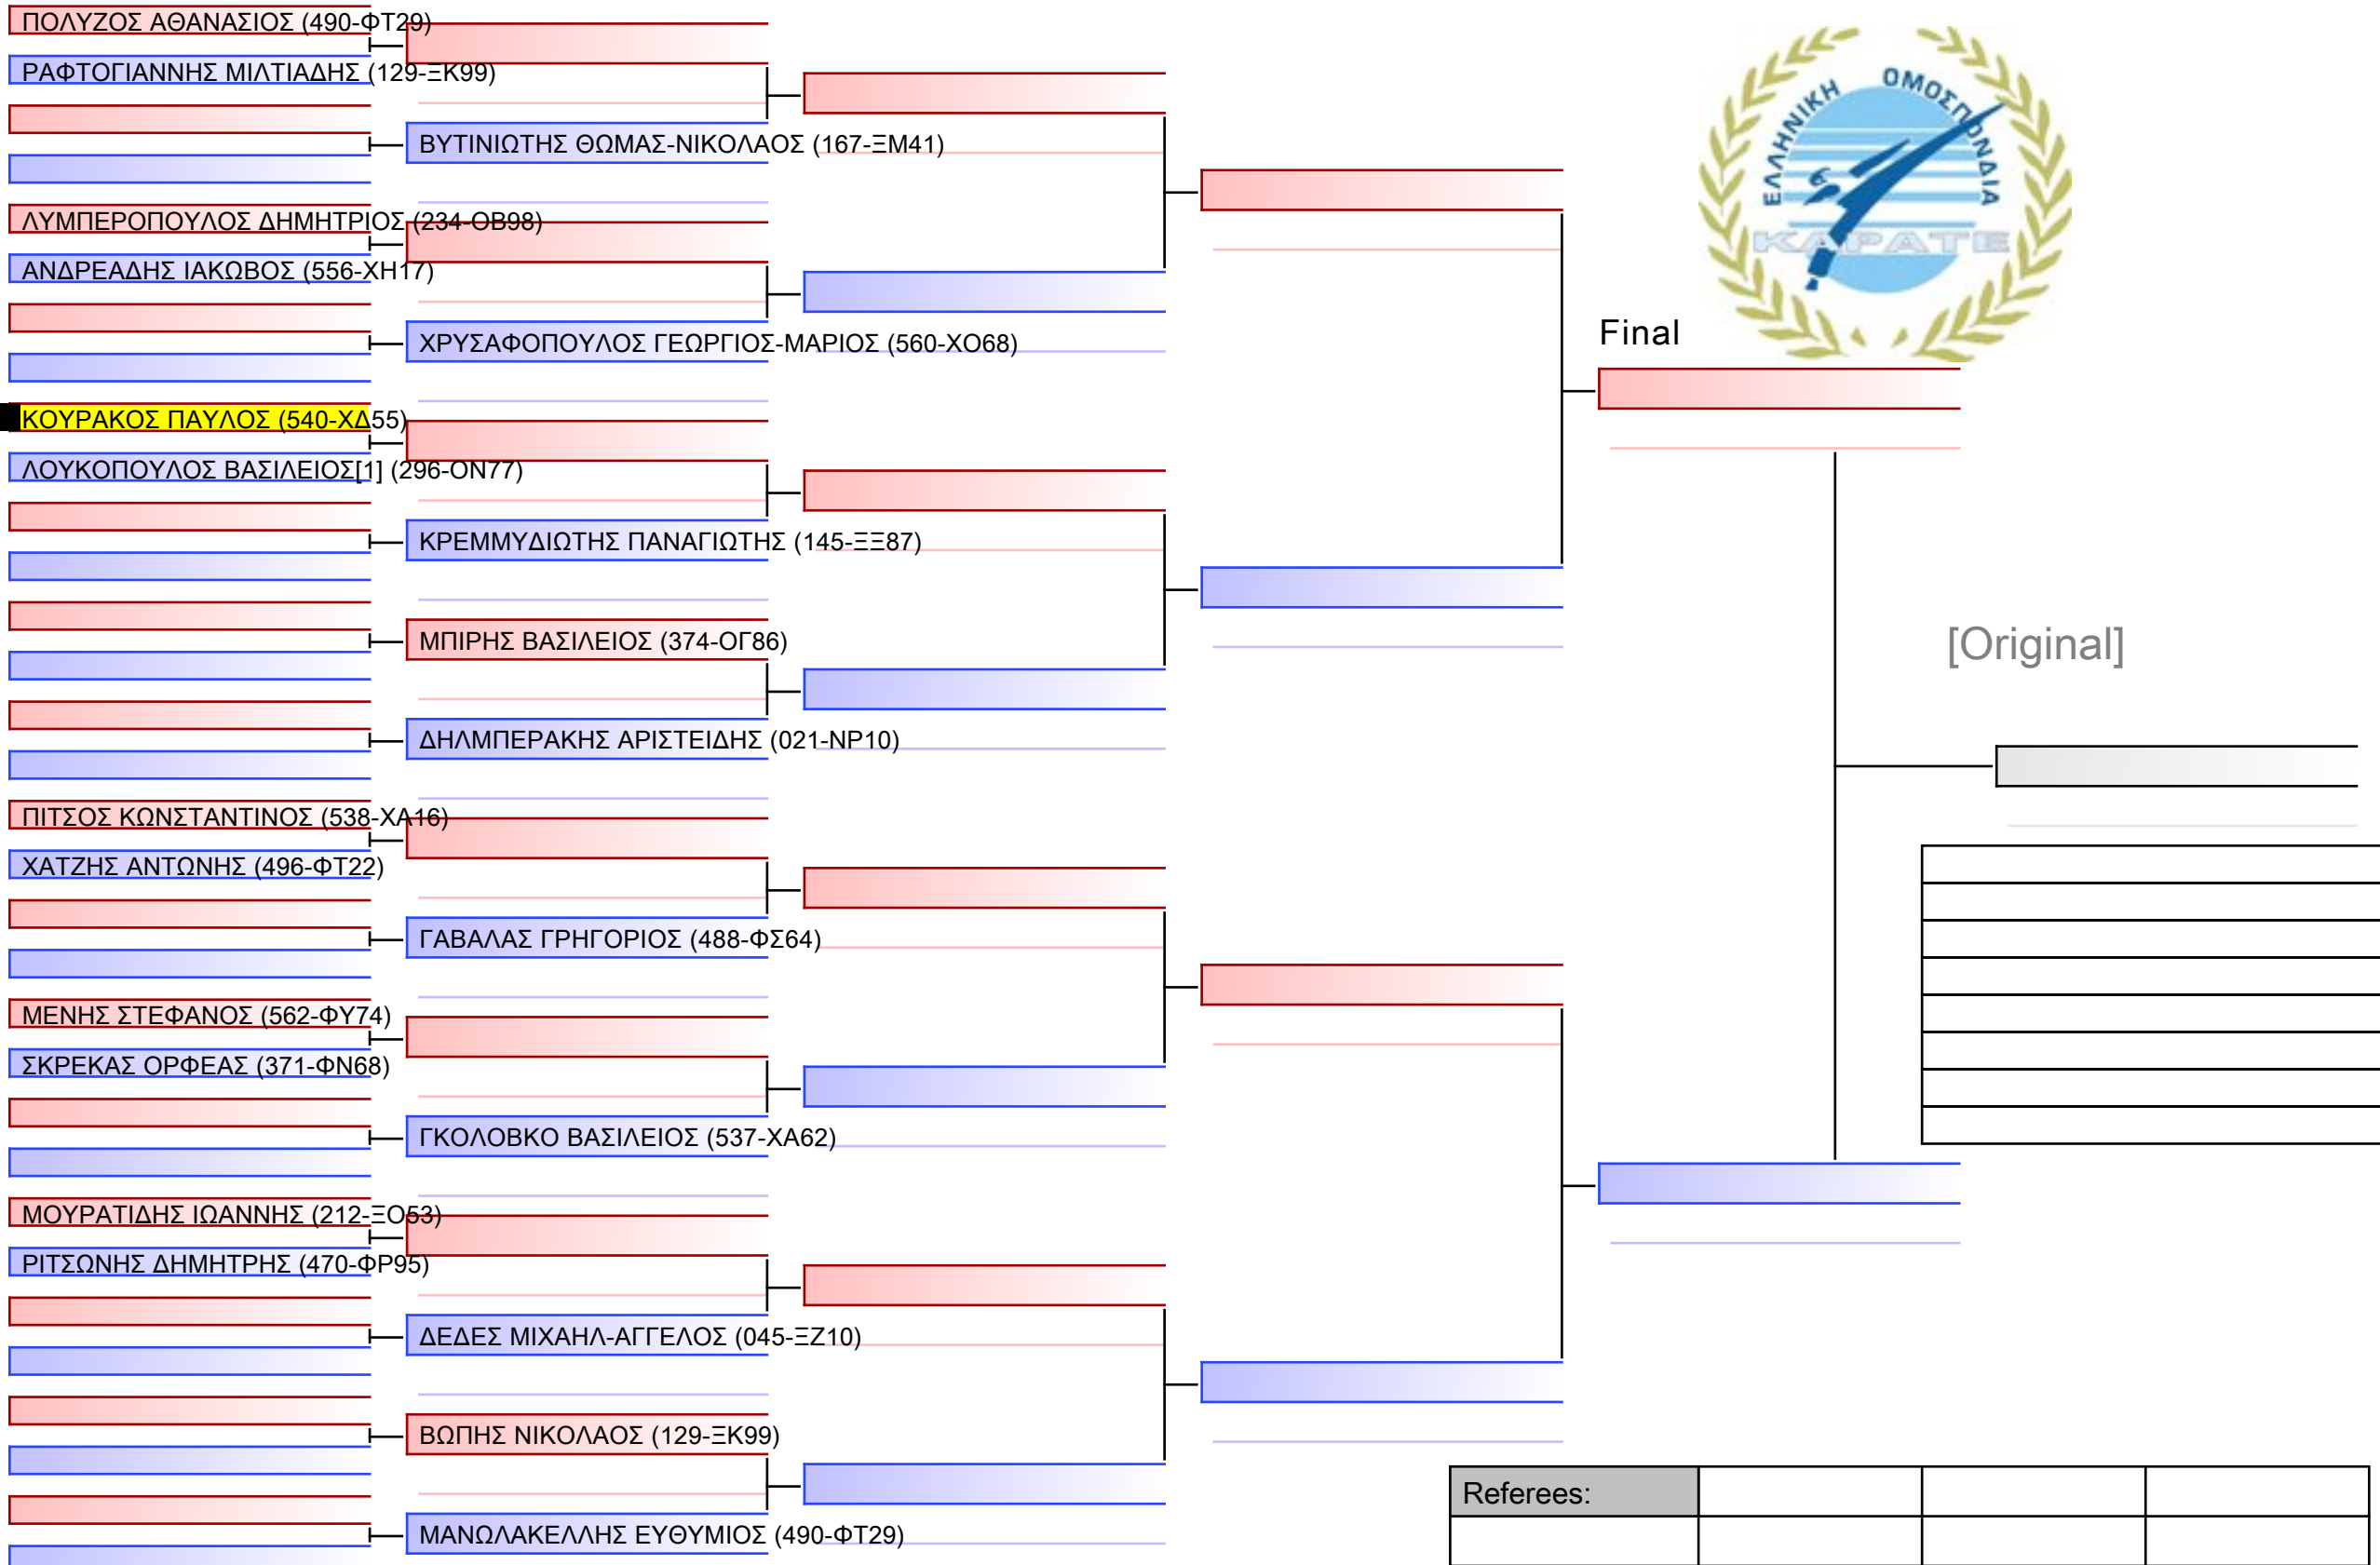 ΠΟΛΥΖΟΣ ΑΘΑΝΑΣΙΟΣ (490-ΦΤ29)
ΡΑΦΤΟΓΙΑΝΝΗΣ ΜΙΛΤΙΑΔΗΣ (129-ΞΚ99)
ΒΥΤΙΝΙΩΤΗΣ ΘΩΜΑΣ-ΝΙΚΟΛΑΟΣ (167-ΞΜ41)
ΛΥΜΠΕΡΟΠΟΥΛΟΣ ΔΗΜΗΤΡΙΟΣ (234-ΟΒ98)
ΑΝΔΡΕΑΔΗΣ ΙΑΚΩΒΟΣ (556-ΧΗ17)
ΧΡΥΣΑΦΟΠΟΥΛΟΣ ΓΕΩΡΓΙΟΣ-ΜΑΡΙΟΣ (560-ΧΟ68)
ΚΟΥΡΑΚΟΣ ΠΑΥΛΟΣ (540-ΧΔ55)
ΛΟΥΚΟΠΟΥΛΟΣ ΒΑΣΙΛΕΙΟΣ[1] (296-ΟΝ77)
ΚΡΕΜΜΥΔΙΩΤΗΣ ΠΑΝΑΓΙΩΤΗΣ (145-ΞΞ87)
ΜΠΙΡΗΣ ΒΑΣΙΛΕΙΟΣ (374-ΟΓ86)
ΔΗΛΜΠΕΡΑΚΗΣ ΑΡΙΣΤΕΙΔΗΣ (021-ΝΡ10)
ΠΙΤΣΟΣ ΚΩΝΣΤΑΝΤΙΝΟΣ (538-ΧΑ16)
ΧΑΤΖΗΣ ΑΝΤΩΝΗΣ (496-ΦΤ22)
ΓΑΒΑΛΑΣ ΓΡΗΓΟΡΙΟΣ (488-ΦΣ64)
ΜΕΝΗΣ ΣΤΕΦΑΝΟΣ (562-ΦΥ74)
ΣΚΡΕΚΑΣ ΟΡΦΕΑΣ (371-ΦΝ68)
ΓΚΟΛΟΒΚΟ ΒΑΣΙΛΕΙΟΣ (537-ΧΑ62)
ΜΟΥΡΑΤΙΔΗΣ ΙΩΑΝΝΗΣ (212-ΞΟ53)
ΡΙΤΣΩΝΗΣ ΔΗΜΗΤΡΗΣ (470-ΦΡ95)
ΔΕΔΕΣ ΜΙΧΑΗΛ-ΑΓΓΕΛΟΣ (045-ΞΖ10)
ΒΩΠΗΣ ΝΙΚΟΛΑΟΣ (129-ΞΚ99)
ΜΑΝΩΛΑΚΕΛΛΗΣ ΕΥΘΥΜΙΟΣ (490-ΦΤ29)
ΕΛΛΗΝΙΚΗ ΟΜΟΣΠΟΝΔΙΑ
ΚΑΡΑΤΕ
Final
[Original]
Referees: